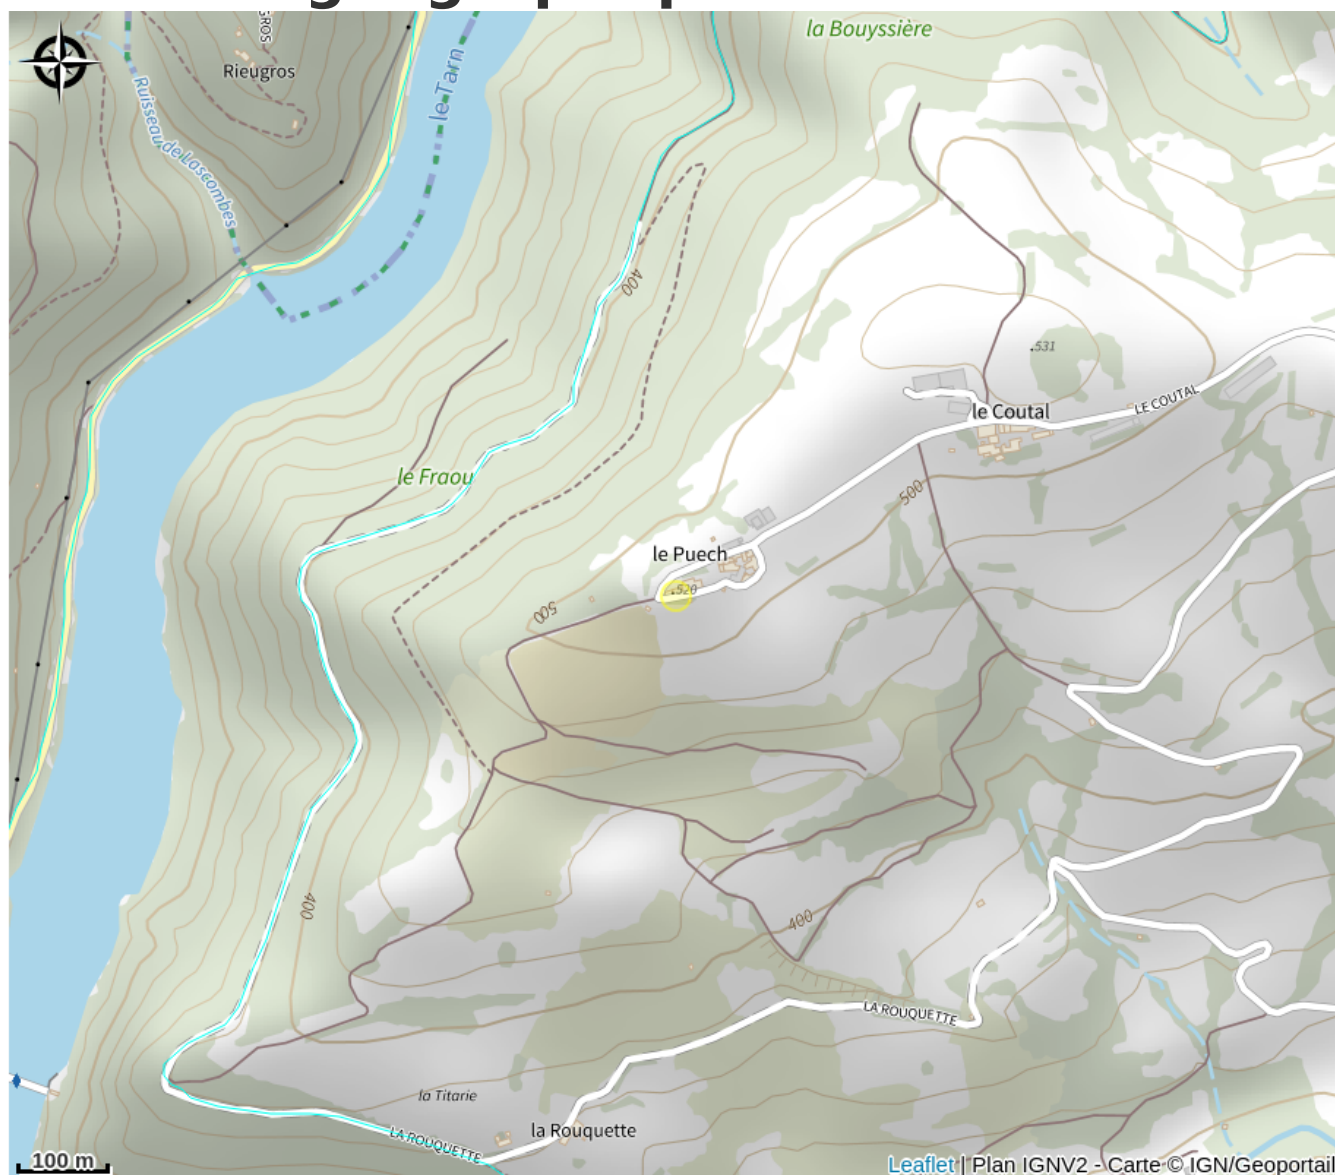 la Bouyssière
GROS
Rieugros
le Tarn
Ruisseau de Lascombes
400
.531
le Coutal
LE COUTAL
le Fraou
500
le Puech
.520
500
400
400
LA ROUQUETTE
la Titarie
la Rouquette
LA ROUQUETTE
100 m
Leaflet | Plan IGNV2 - Carte © IGN/Geoportail